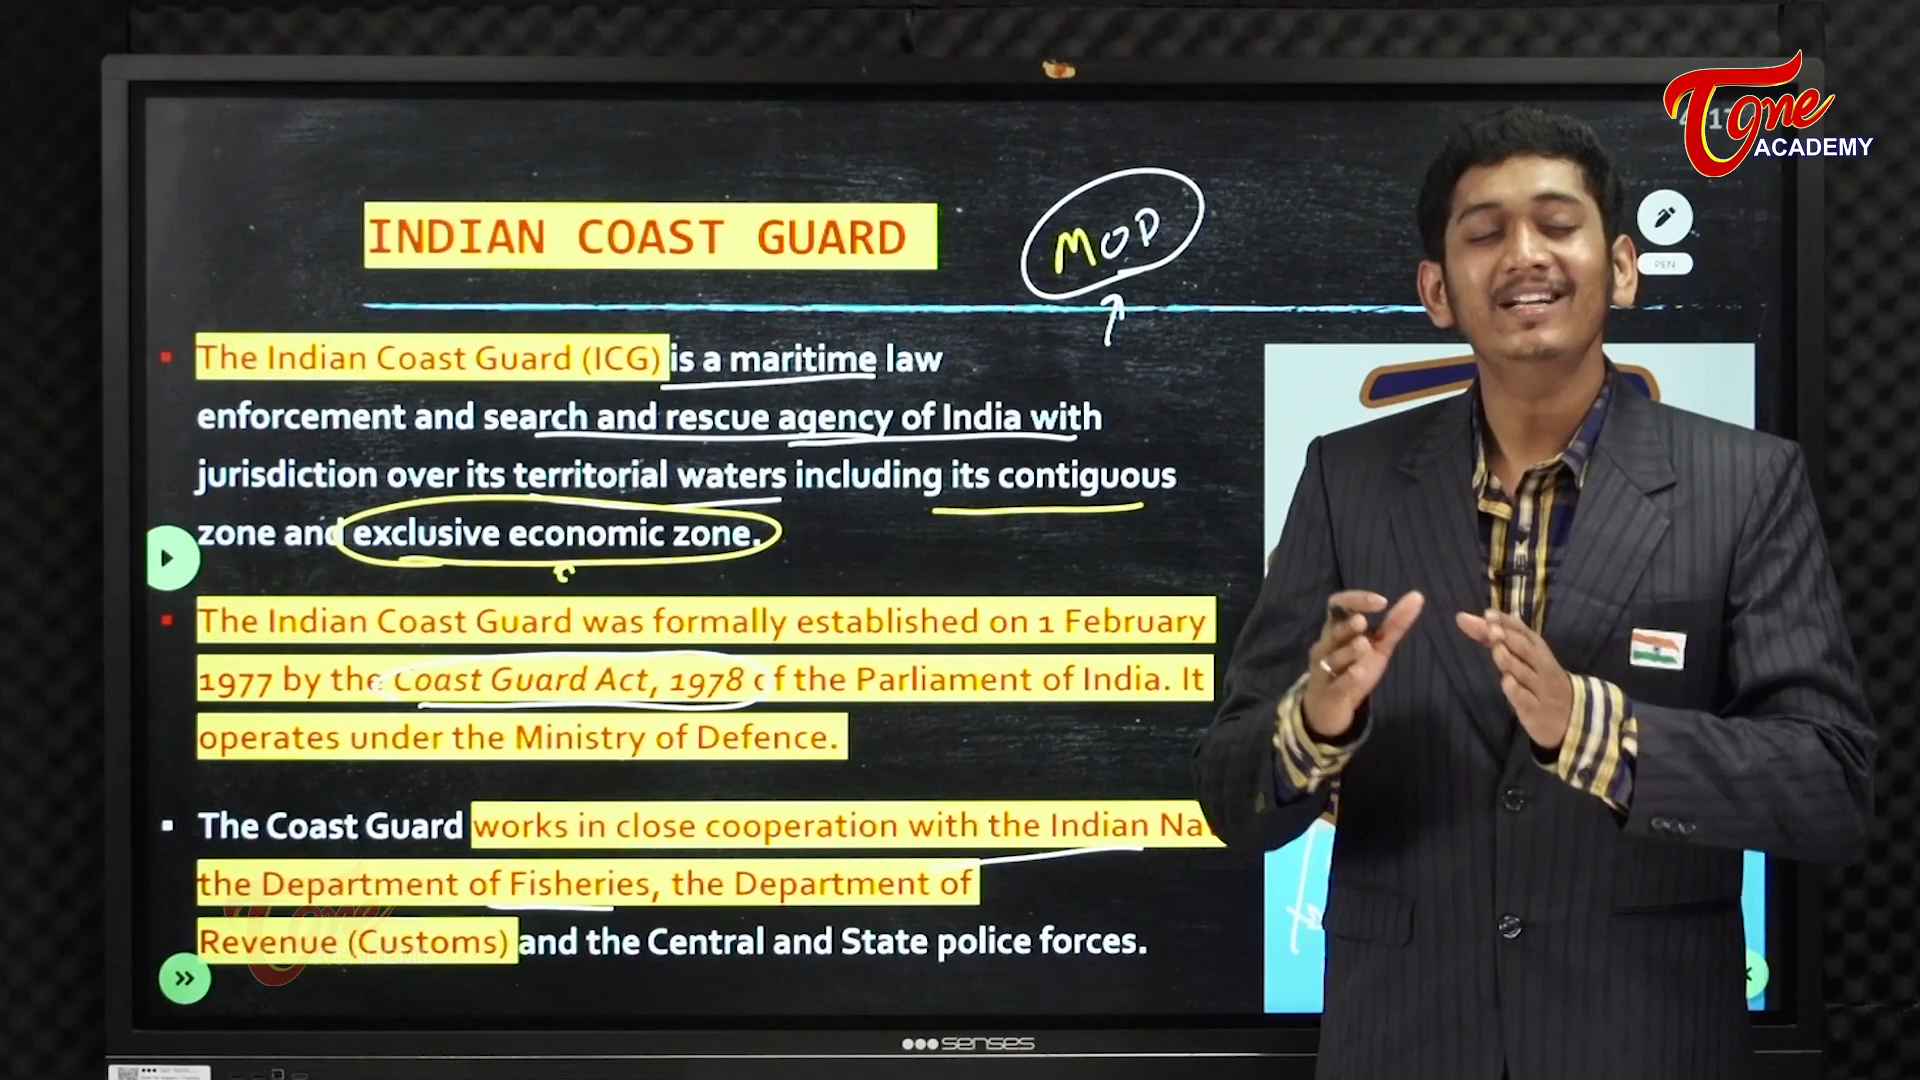 Tone
ACADEMY
INDIAN COAST GUARD
MOD
PEN
The Indian Coast Guard (ICG) is a maritime law
enforcement and search and rescue agency of India with
jurisdiction over its territorial waters including its contiguous
zone and exclusive economic zone.
The Indian Coast Guard was formally established on 1 February
1977 by the Coast Guard Act, 1978 of the Parliament of India. It
operates under the Ministry of Defence.
The Coast Guard works in close cooperation with the Indian
the Department of Fisheries, the Department of
Revenue (Customs) and the Central and State police forces.
senses